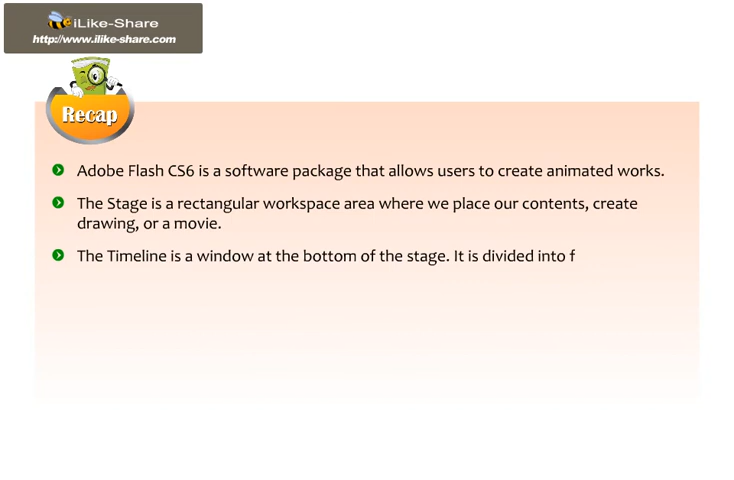 iLike-Share
http://www.ilike-share.com
Recap
Adobe Flash CS6 is a software package that allows users to create animated works.
The Stage is a rectangular workspace area where we place our contents, create
drawing, or a movie.
The Timeline is a window at the bottom of the stage. It is divided into f